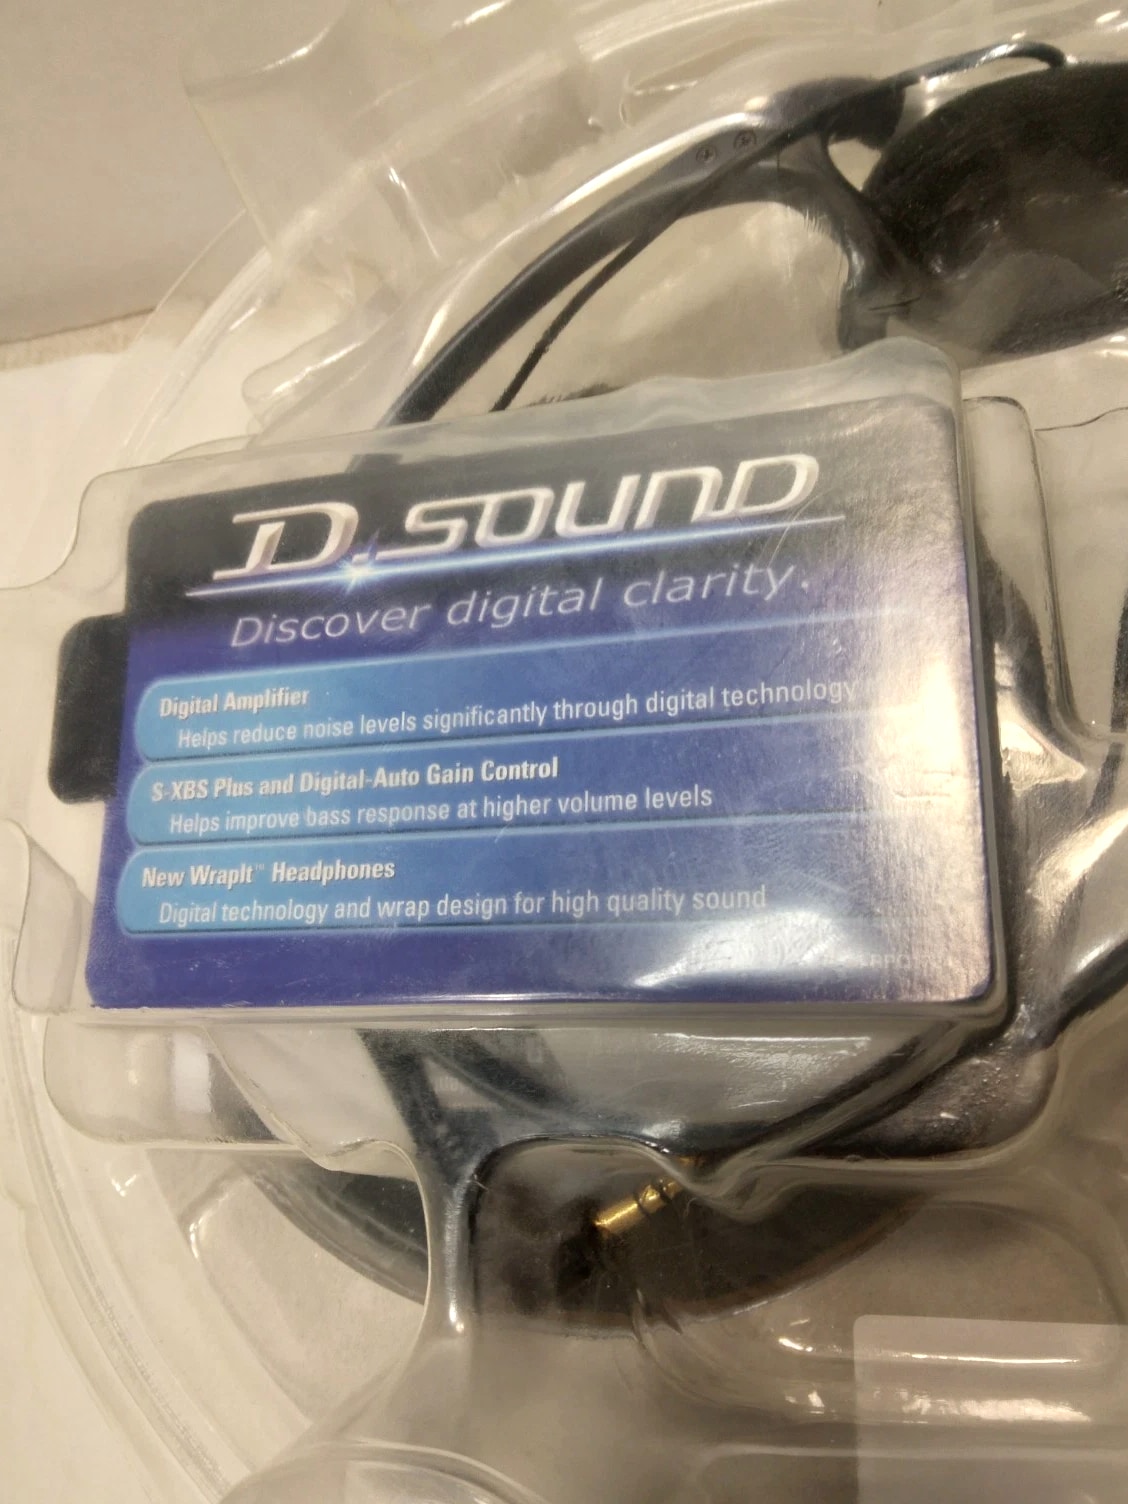 D.SOUND
Discover digital clarity.
Digital Amplifier
Helps reduce noise levels significantly through digital technology
S-XBS Plus and Digital-Auto Gain Control
Helps improve bass response at higher volume levels
New WrapIt™ Headphones
Digital technology and wrap design for high quality sound